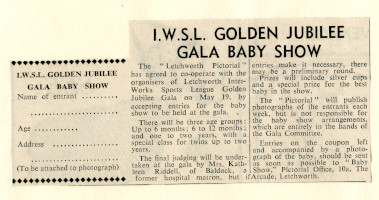 I.W.S.L. GOLDEN JUBILEE
GALA BABY SHOW
Name of entrant ..........
..............................
Age ..........................
Address ....................
..............................
(To be attached to photograph)
I.W.S.L. GOLDEN JUBILEE
GALA BABY SHOW
The "Letchworth Pictorial"
has agreed to co-operate with the
organisers of Letchworth Inter-
Works Sports League Golden
Jubilee Gala on May 19, by
accepting entries for the baby
show to be held at the gala.
There will be three age groups:
Up to 6 months; 6 to 12 months;
and one to two years, with a
special class for twins up to two
years.
The final judging will be under-
taken at the gala by Mrs. Kath-
leen Riddell, of Baldock, a
former hospital matron, but if
entries make it necessary, there
may be a preliminary round.
Prizes will include silver cups
and a special prize for the best
baby in the show.
The "Pictorial" will publish
photographs of the entrants each
week, but is not responsible for
the baby show arrangements,
which are entirely in the hands
of the Gala Committee.
Entries on the coupon left
and accompanied by a photo-
graph of the baby, should be
sent as soon as possible to "Baby
Show," Pictorial Office, 10a, The
Arcade, Letchworth.